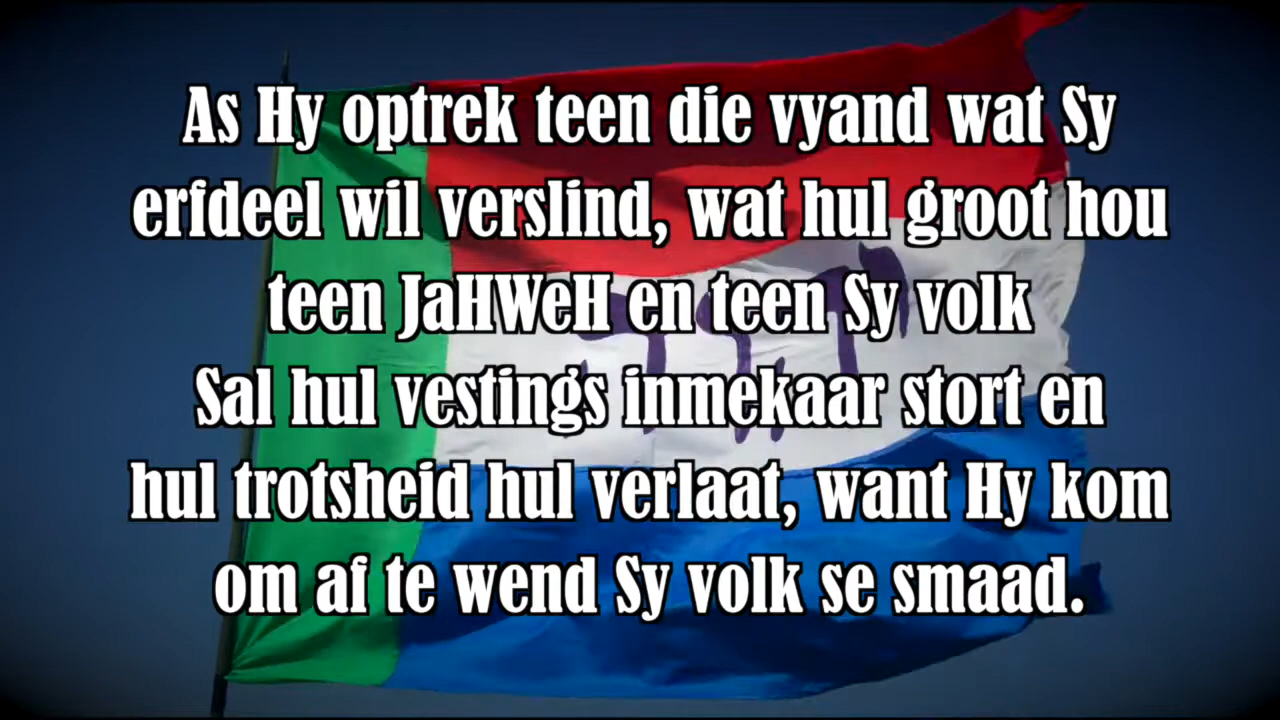 As Hy optrek teen die vyand wat Sy
erfdeel wil verslind, wat hul groot hou
teen JaHWeH en teen Sy volk
Sal hul vestings inmekaar stort en
hul trotsheid hul verlaat, want Hy kom
om af te wend Sy volk se smaad.